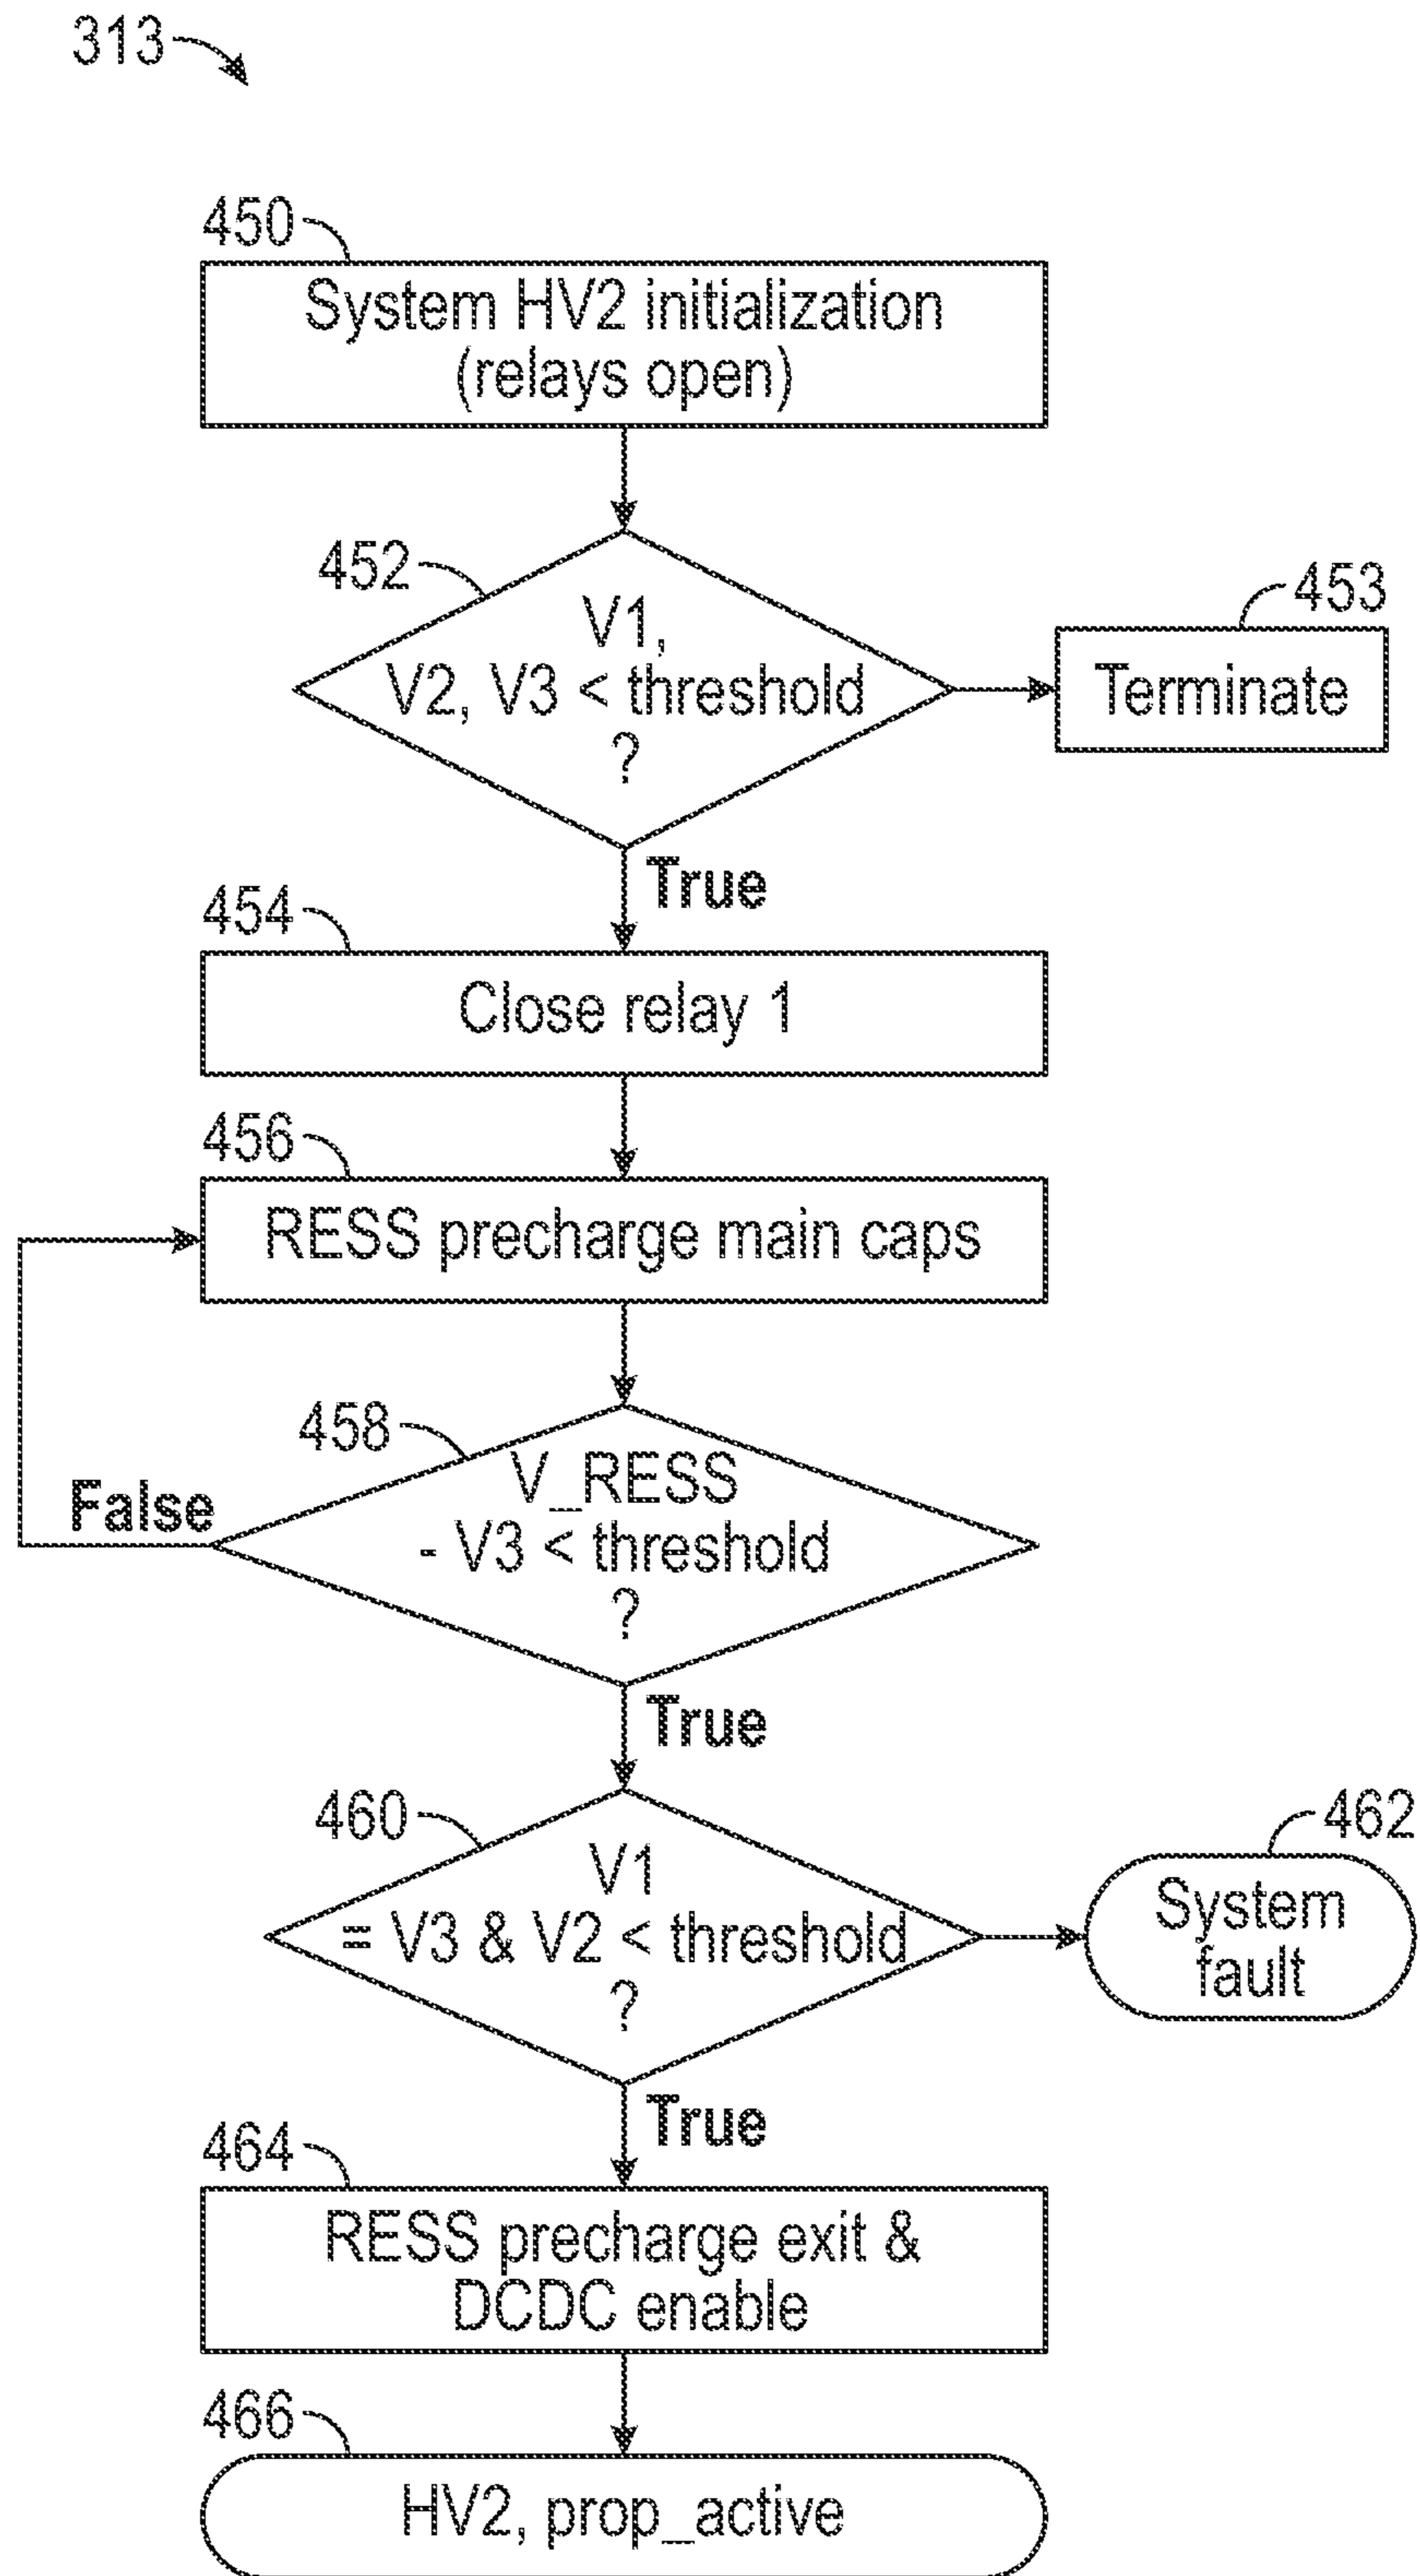 313
450
System HV2 initialization
(relays open)
452
V1,
V2, V3 < threshold
?
453
Terminate
True
454
Close relay 1
456
RESS precharge main caps
458
V_RESS
- V3 < threshold
?
False
True
460
V1
= V3 & V2 < threshold
?
462
System
fault
True
464
RESS precharge exit &
DCDC enable
466
HV2, prop_active